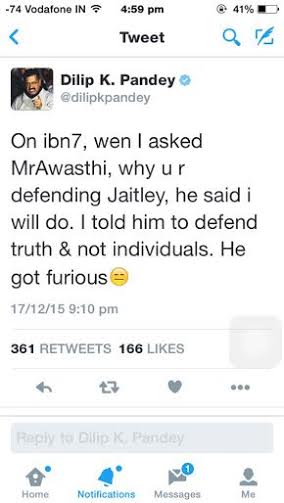 -74 Vodafone IN 4:59 pm 41%
Tweet
Dilip K. Pandey
@dilipkpandey
On ibn7, wen I asked
MrAwasthi, why u r
defending Jaitley, he said i
will do. I told him to defend
truth & not individuals. He
got furious😑
17/12/15 9:10 pm
361 RETWEETS 166 LIKES
Reply to Dilip K. Pandey
1
Home Notifications Messages Me